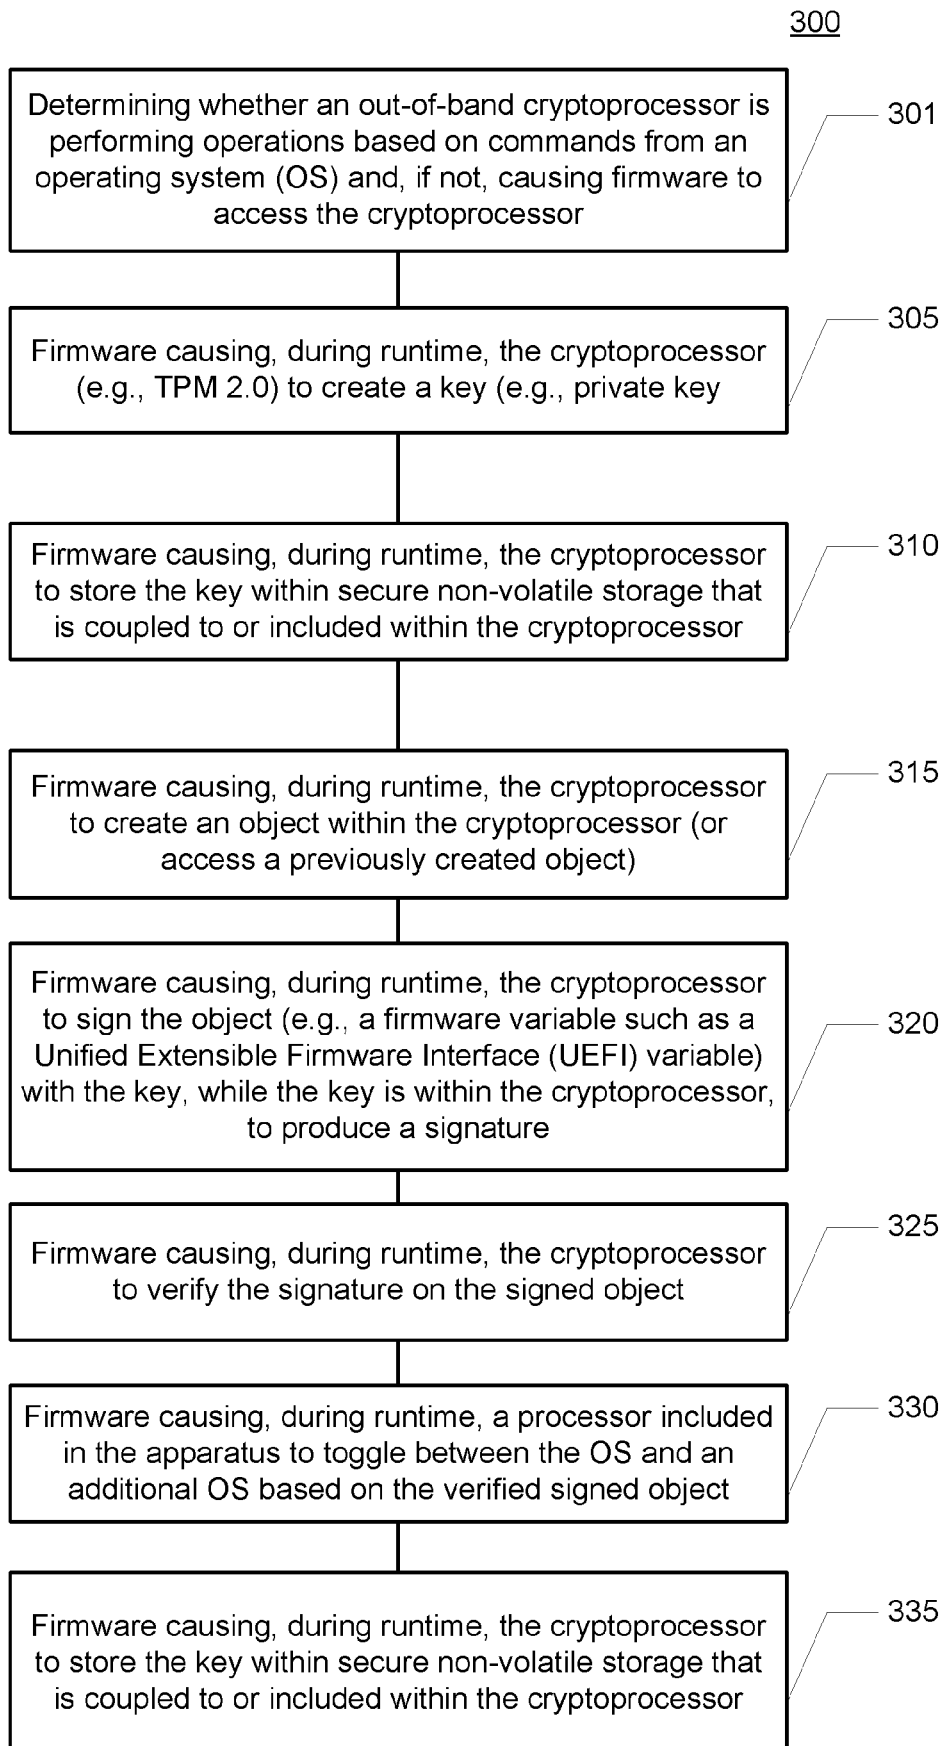 300
Determining whether an out-of-band cryptoprocessor is
performing operations based on commands from an
operating system (OS) and, if not, causing firmware to
access the cryptoprocessor
301
Firmware causing, during runtime, the cryptoprocessor
(e.g., TPM 2.0) to create a key (e.g., private key
305
Firmware causing, during runtime, the cryptoprocessor
to store the key within secure non-volatile storage that
is coupled to or included within the cryptoprocessor
310
Firmware causing, during runtime, the cryptoprocessor
to create an object within the cryptoprocessor (or
access a previously created object)
315
Firmware causing, during runtime, the cryptoprocessor
to sign the object (e.g., a firmware variable such as a
Unified Extensible Firmware Interface (UEFI) variable)
with the key, while the key is within the cryptoprocessor,
to produce a signature
320
Firmware causing, during runtime, the cryptoprocessor
to verify the signature on the signed object
325
Firmware causing, during runtime, a processor included
in the apparatus to toggle between the OS and an
additional OS based on the verified signed object
330
Firmware causing, during runtime, the cryptoprocessor
to store the key within secure non-volatile storage that
is coupled to or included within the cryptoprocessor
335